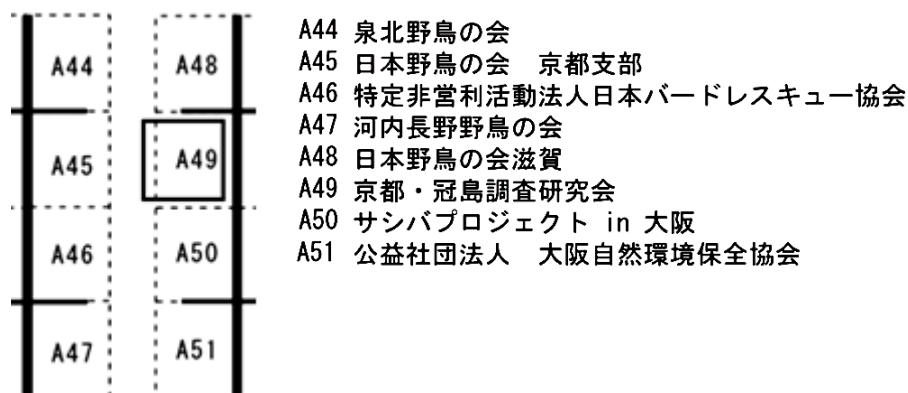 A44
A45
A46
A47
A48
A49
A50
A51
A44 泉北野鳥の会
A45 日本野鳥の会　京都支部
A46 特定非営利活動法人日本バードレスキュー協会
A47 河内長野野鳥の会
A48 日本野鳥の会滋賀
A49 京都・冠島調査研究会
A50 サシバプロジェクト in 大阪
A51 公益社団法人　大阪自然環境保全協会